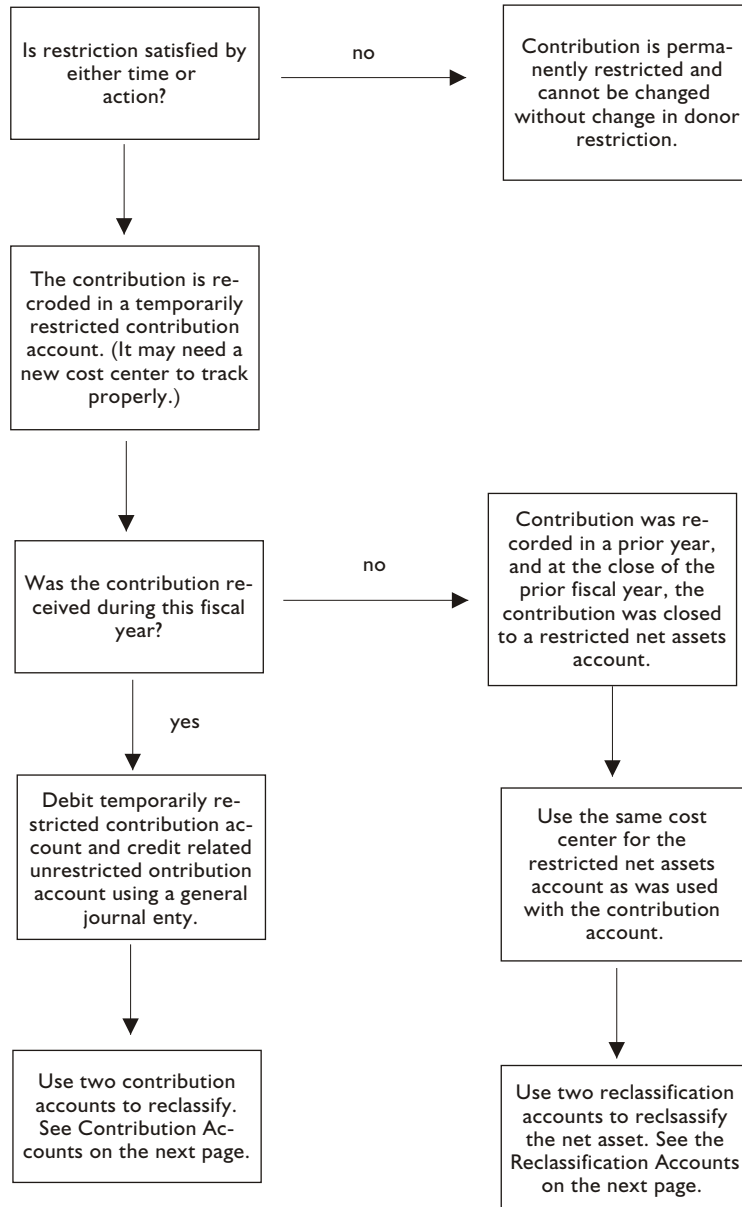 Is restriction satisfied by
either time or
action?
no
Contribution is perma-
nently restricted and
cannot be changed
without change in donor
restriction.
The contribution is re-
croded in a temporarily
restricted contribution
account. (It may need a
new cost center to track
properly.)
Was the contribution re-
ceived during this fiscal
year?
no
Contribution was re-
corded in a prior year,
and at the close of the
prior fiscal year, the
contribution was closed
to a restricted net assets
account.
yes
Debit temporarily re-
stricted contribution ac-
count and credit related
unrestricted ontribution
account using a general
journal enty.
Use the same cost
center for the
restricted net assets
account as was used
with the contribution
account.
Use two contribution
accounts to reclassify.
See Contribution Ac-
counts on the next page.
Use two reclassification
accounts to reclsassify
the net asset. See the
Reclassification Accounts
on the next page.